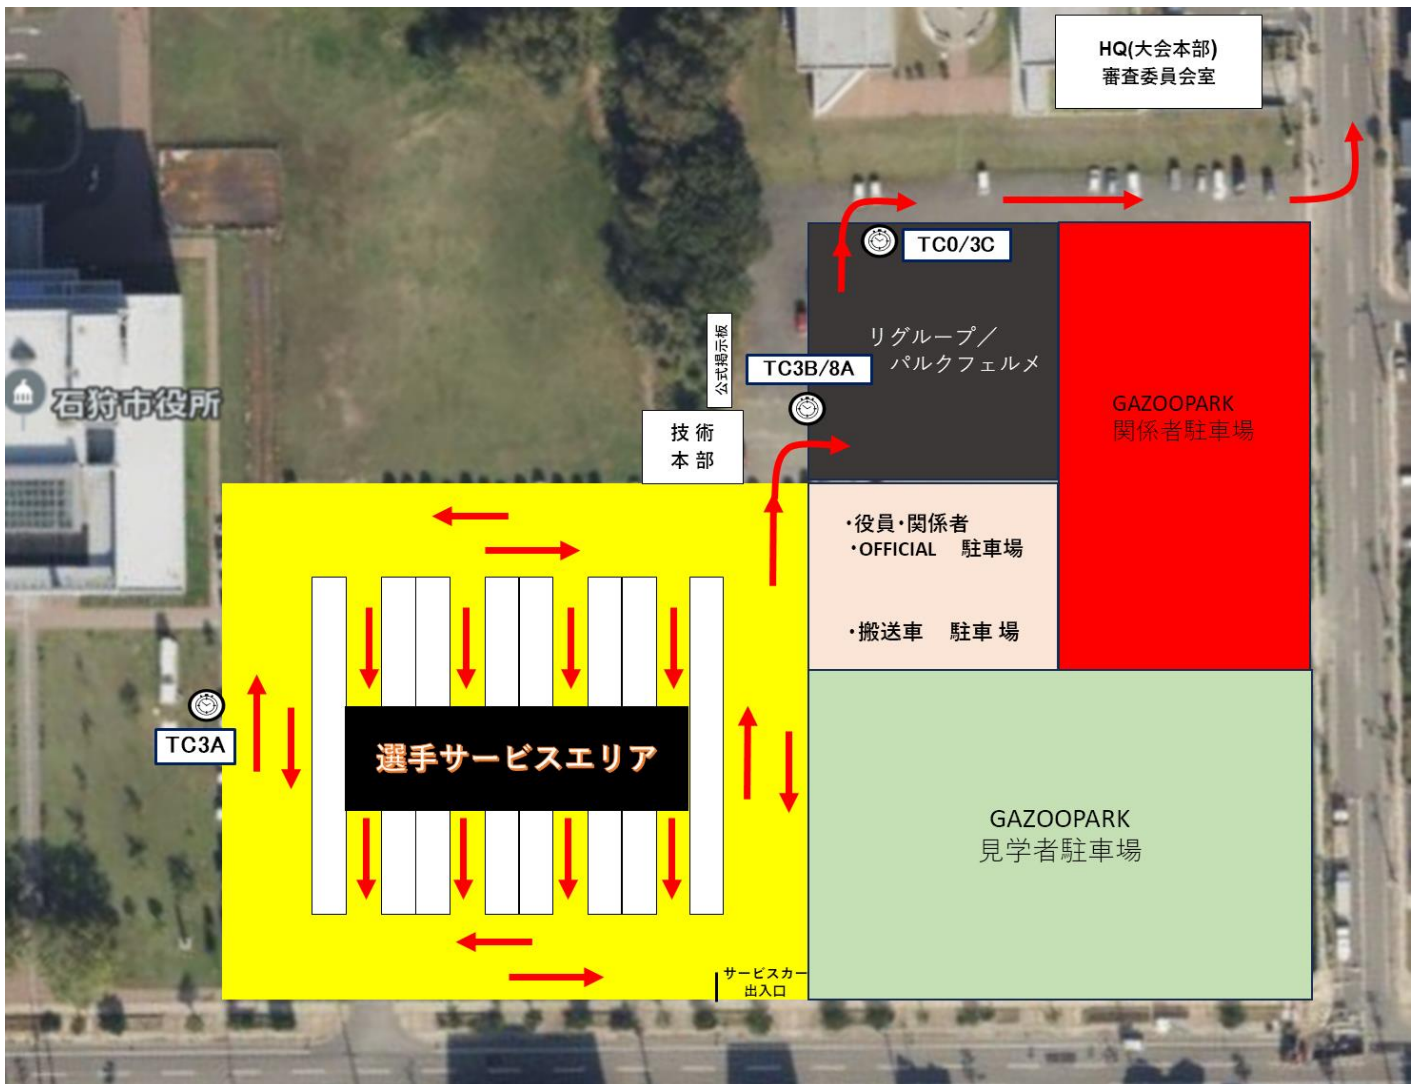 HQ(大会本部)
審査委員会室
TC0/3C
リグループ／
パルクフェルメ
公式掲示板
TC3B/8A
石狩市役所
GAZOOPARK
関係者駐車場
技術
本部
・役員・関係者
・OFFICIAL 駐車場
・搬送車 駐車場
TC3A
選手サービスエリア
GAZOOPARK
見学者駐車場
サービスカー
出入口